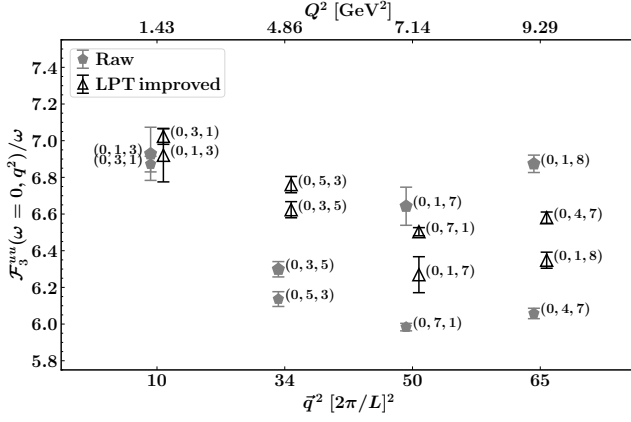 Q² [GeV²]
1.43 4.86 7.14 9.29
Raw
LPT improved
7.4
7.2
7.0
6.8
6.6
6.4
6.2
6.0
5.8
(0, 3, 1)
(0, 1, 3)
(0, 3, 1)
(0, 1, 3)
(0, 1, 8)
(0, 5, 3)
(0, 3, 5)
(0, 1, 7)
(0, 7, 1)
(0, 4, 7)
(0, 1, 8)
(0, 3, 5)
(0, 5, 3)
(0, 1, 7)
(0, 7, 1)
(0, 4, 7)
ℱ₃ᵘᵘ(ω = 0, q²)/ω
10 34 50 65
q⃗² [2π/L]²